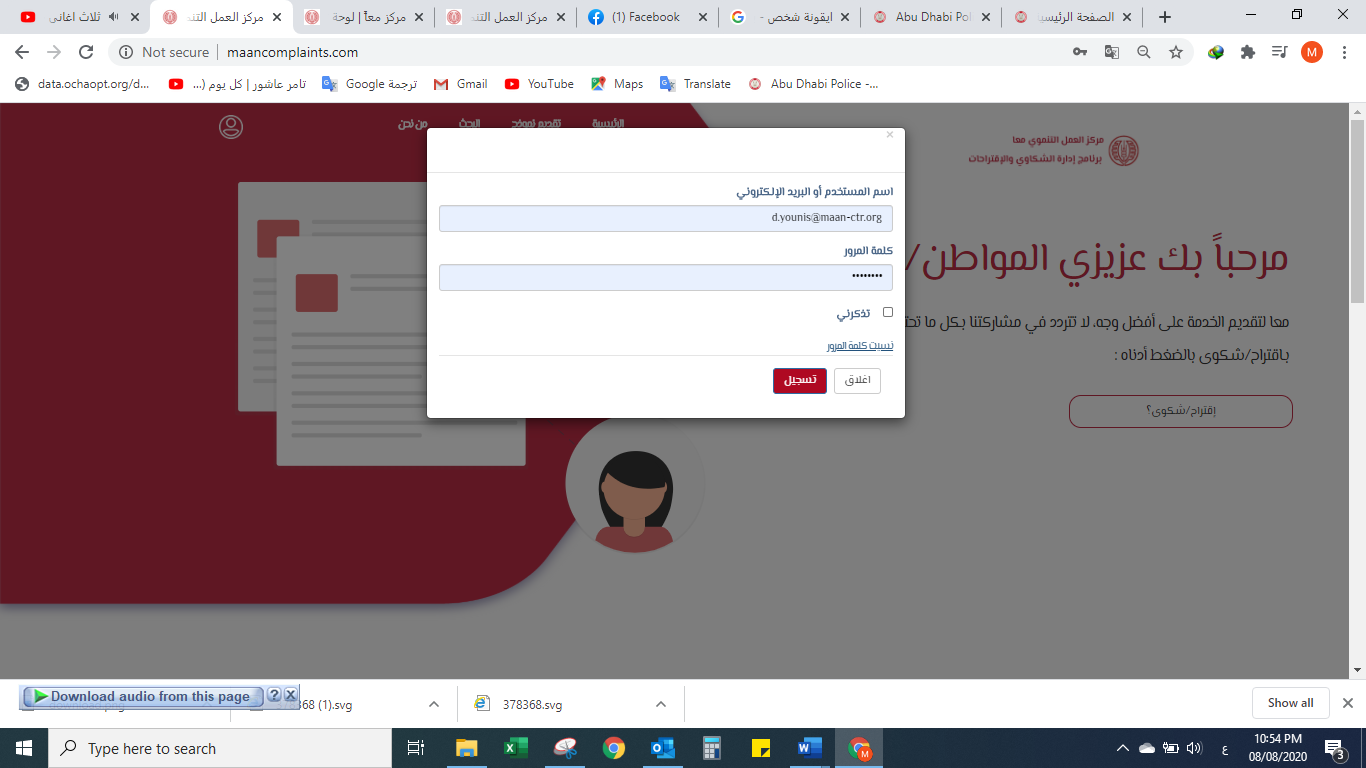 ثلاث اغاني
مركز العمل التنم
مركز معاً | لوحة
مركز العمل التنم
(1) Facebook
ايقونة شخص -
Abu Dhabi Pol
الصفحة الرئيسية
Not secure | maancomplaints.com
M
data.ochaopt.org/d...
تامر عاشور | كل يوم (...
ترجمة Google
Gmail
YouTube
Maps
Translate
Abu Dhabi Police -...
الرئيسية
تقديم نموذج
البحث
من نحن
مركز العمل التنموي معا
برنامج إدارة الشكاوي والإقتراحات
مرحباً بك عزيزي المواطن/
معا لتقديم الخدمة على أفضل وجه، لا تتردد في مشاركتنا بكل ما
باقتراح/شكوى بالضغط أدناه :
إقتراح/شكوى؟
×
اسم المستخدم أو البريد الإلكتروني
d.younis@maan-ctr.org
كلمة المرور
••••••••
تذكرني
نسيت كلمة المرور
اغلاق
تسجيل
Download audio from this page
(1).svg
378368.svg
Show all
Type here to search
ع
10:54 PM
08/08/2020
3